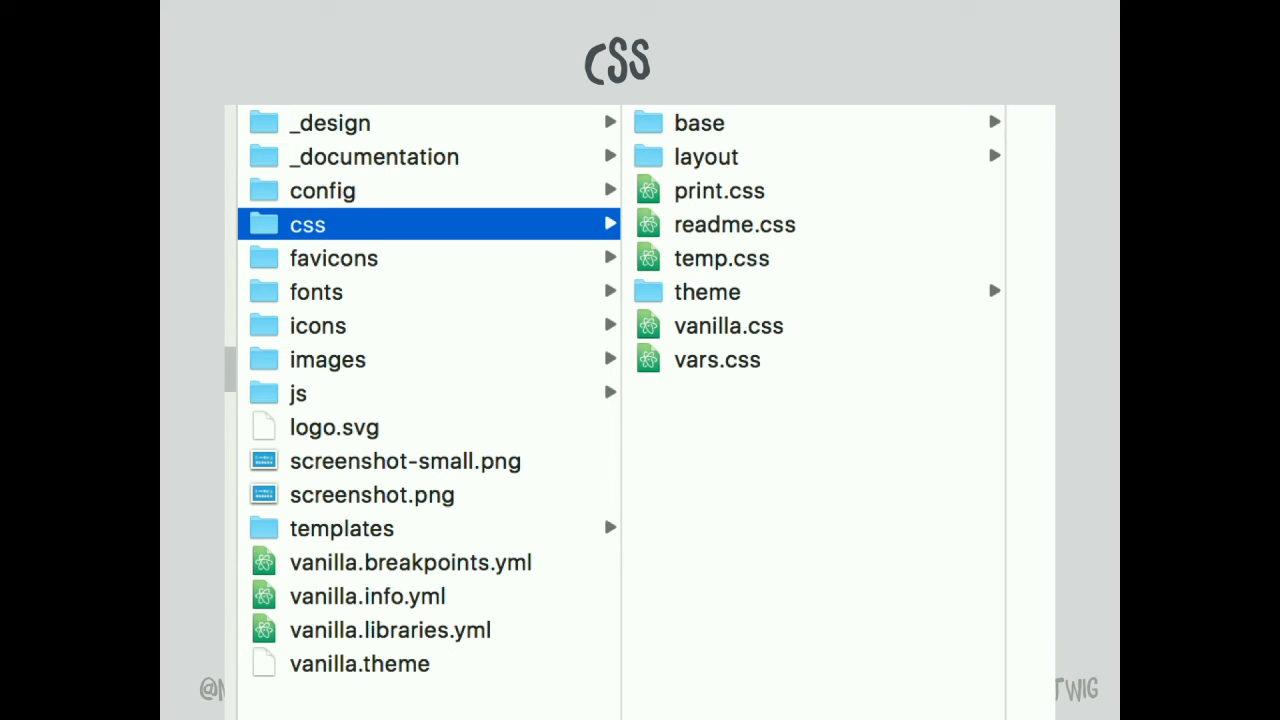 CSS
_design
_documentation
config
css
favicons
fonts
icons
images
js
logo.svg
screenshot-small.png
screenshot.png
templates
vanilla.breakpoints.yml
vanilla.info.yml
vanilla.libraries.yml
vanilla.theme
base
layout
print.css
readme.css
temp.css
theme
vanilla.css
vars.css
TWIG